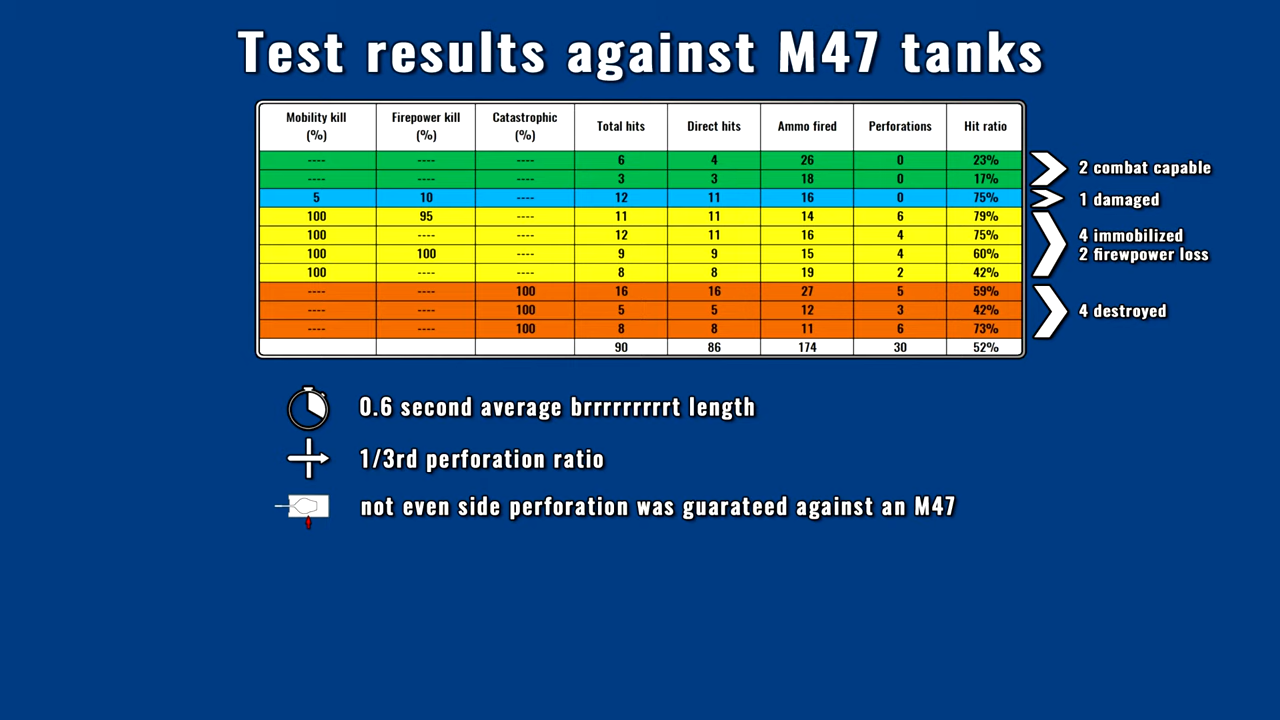 Test results against M47 tanks
Mobility kill (%) Firepower kill (%) Catastrophic (%) Total hits Direct hits Ammo fired Perforations Hit ratio
---- ---- ---- 6 4 26 0 23%
---- ---- ---- 3 3 18 0 17%
5 10 ---- 12 11 16 0 75%
100 95 ---- 11 11 14 6 79%
100 ---- ---- 12 11 16 4 75%
100 100 ---- 9 9 15 4 60%
100 ---- ---- 8 8 19 2 42%
---- ---- 100 16 16 27 5 59%
---- ---- 100 5 5 12 3 42%
---- ---- 100 8 8 11 6 73%
90 86 174 30 52%
2 combat capable
1 damaged
4 immobilized
2 firewpower loss
4 destroyed
0.6 second average brrrrrrrrrt length
1/3rd perforation ratio
not even side perforation was guarateed against an M47